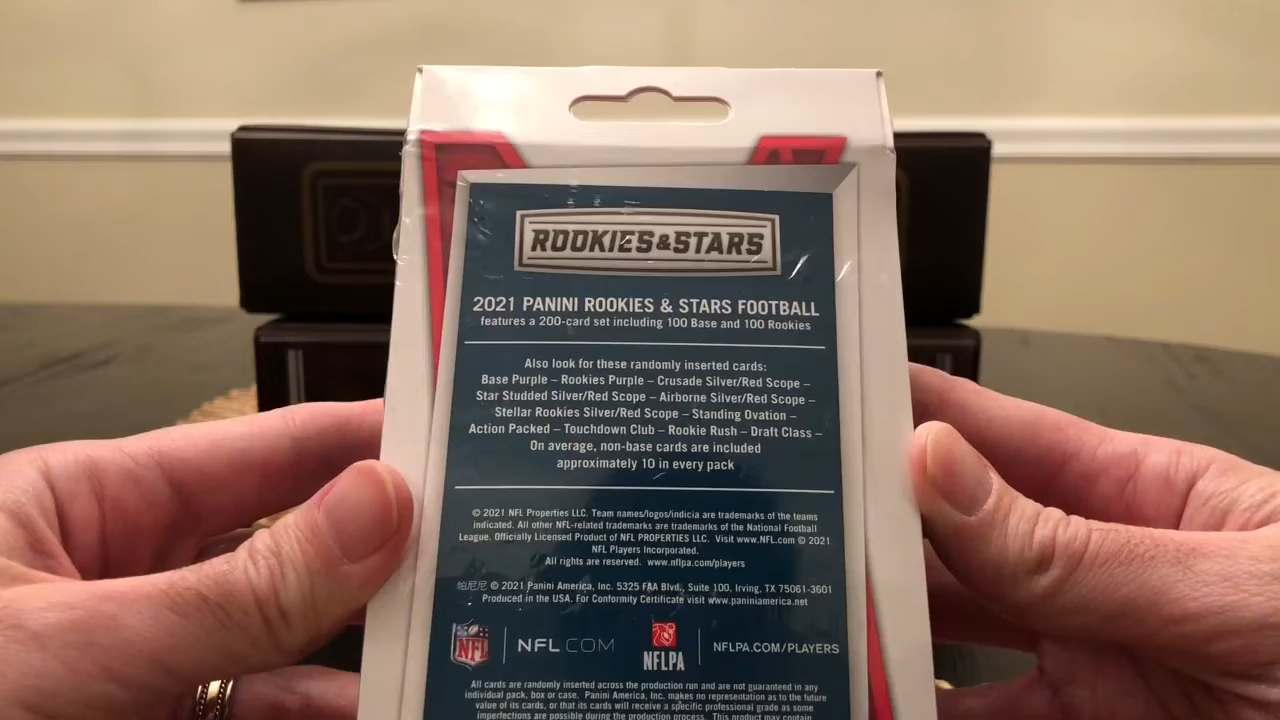 ROOKIES&STARS
2021 PANINI ROOKIES & STARS FOOTBALL
features a 200-card set including 100 Base and 100 Rookies
Also look for these randomly inserted cards:
Base Purple – Rookies Purple – Crusade Silver/Red Scope –
Star Studded Silver/Red Scope – Airborne Silver/Red Scope –
Stellar Rookies Silver/Red Scope – Standing Ovation –
Action Packed – Touchdown Club – Rookie Rush – Draft Class –
On average, non-base cards are included
approximately 10 in every pack
© 2021 NFL Properties LLC. Team names/logos/indicia are trademarks of the teams
indicated. All other NFL-related trademarks are trademarks of the National Football
League. Officially Licensed Product of NFL PROPERTIES LLC. Visit www.NFL.com © 2021
NFL Players Incorporated.
All rights are reserved. www.nflpa.com/players
帕尼尼 © 2021 Panini America, Inc. 5325 FAA Blvd., Suite 100, Irving, TX 75061-3601
Produced in the USA. For Conformity Certificate visit www.paniniamerica.net
NFL NFL.COM NFLPA NFLPA.COM/PLAYERS
All cards are randomly inserted across the production run and are not guaranteed in any
individual pack, box or case. Panini America, Inc. makes no representation as to the future
value of its cards, or that its cards will receive a specific professional grade as some
imperfections are possible during the production process. This product may contain